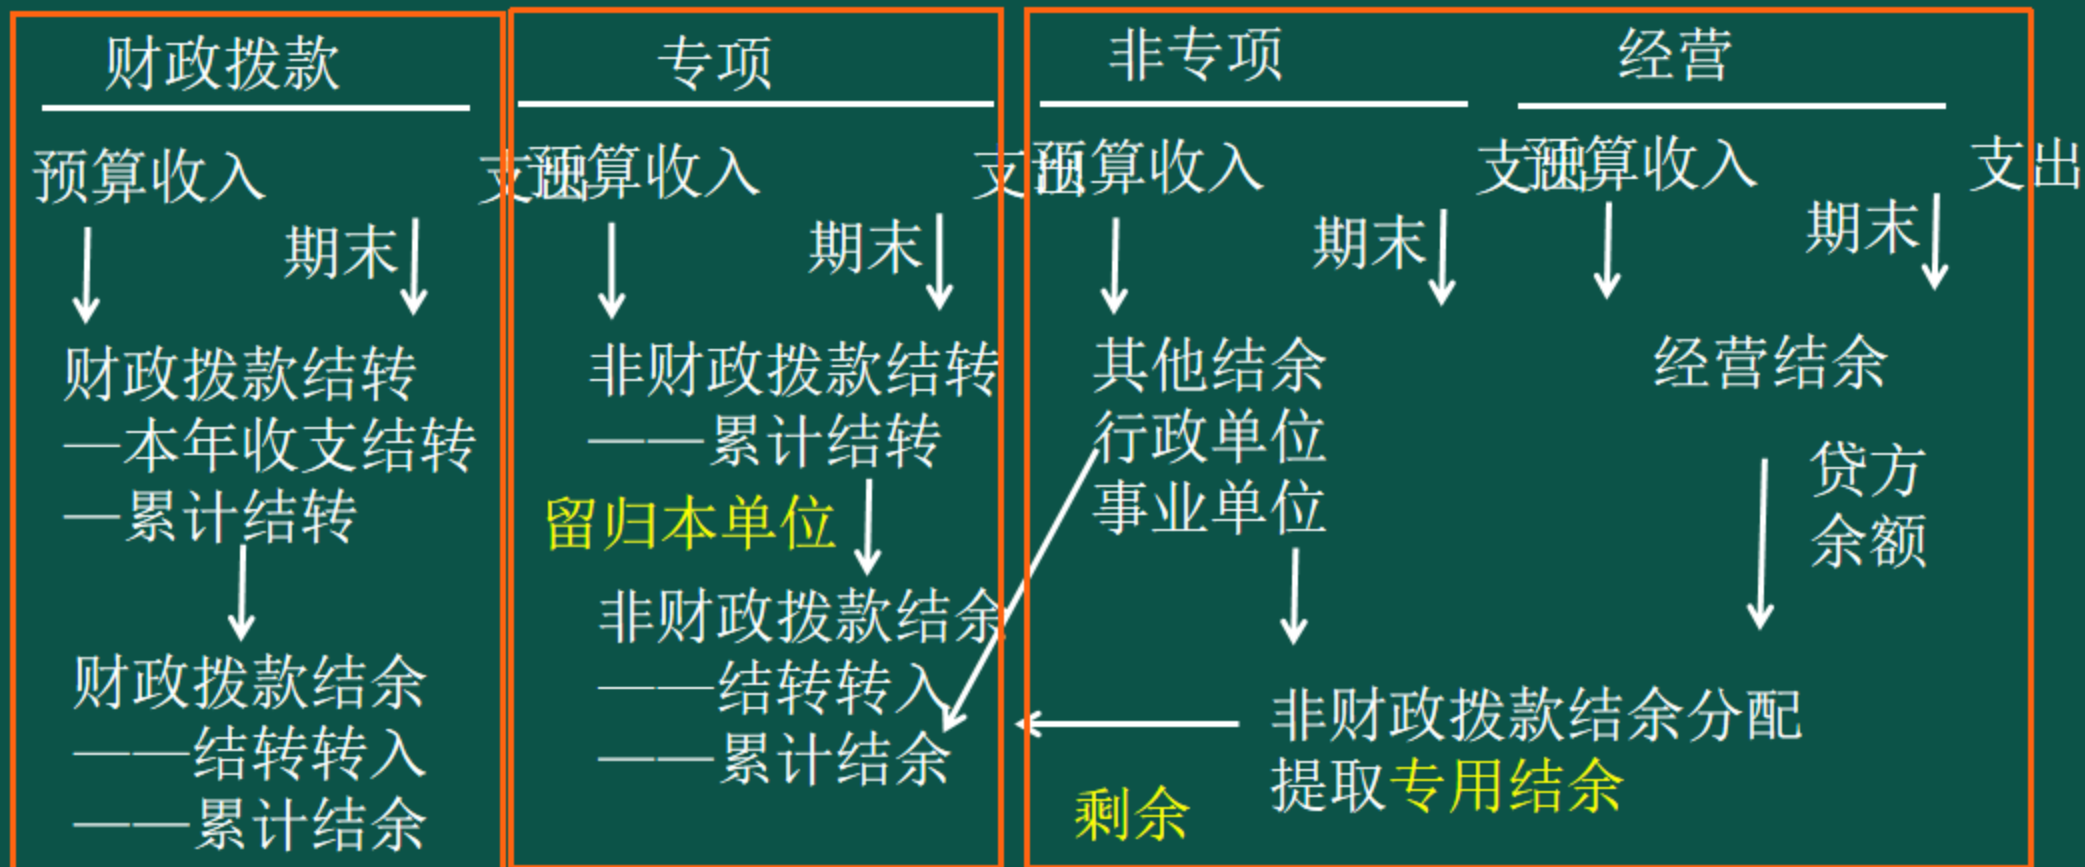 财政拨款
预算收入
支出
期末
财政拨款结转
—本年收支结转
—累计结转
财政拨款结余
——结转转入
——累计结余
专项
预算收入
支出
期末
非财政拨款结转
——累计结转
留归本单位
非财政拨款结余
——结转转入
——累计结余
非专项
预算收入
支出
期末
其他结余
行政单位
事业单位
经营
预算收入
支出
期末
经营结余
贷方
余额
非财政拨款结余分配
提取专用结余
剩余